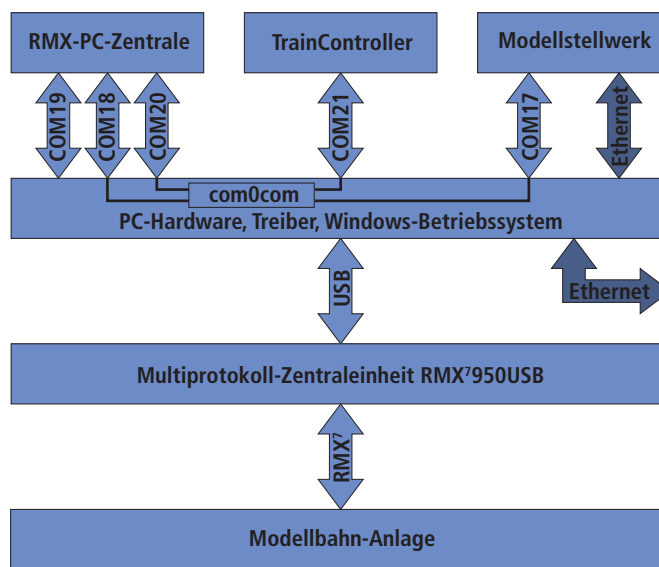 RMX-PC-Zentrale
TrainController
Modellstellwerk
COM19
COM18
COM20
COM21
COM17
Ethernet
com0com
PC-Hardware, Treiber, Windows-Betriebssystem
USB
Ethernet
Multiprotokoll-Zentraleinheit RMX⁷950USB
RMX⁷
Modellbahn-Anlage